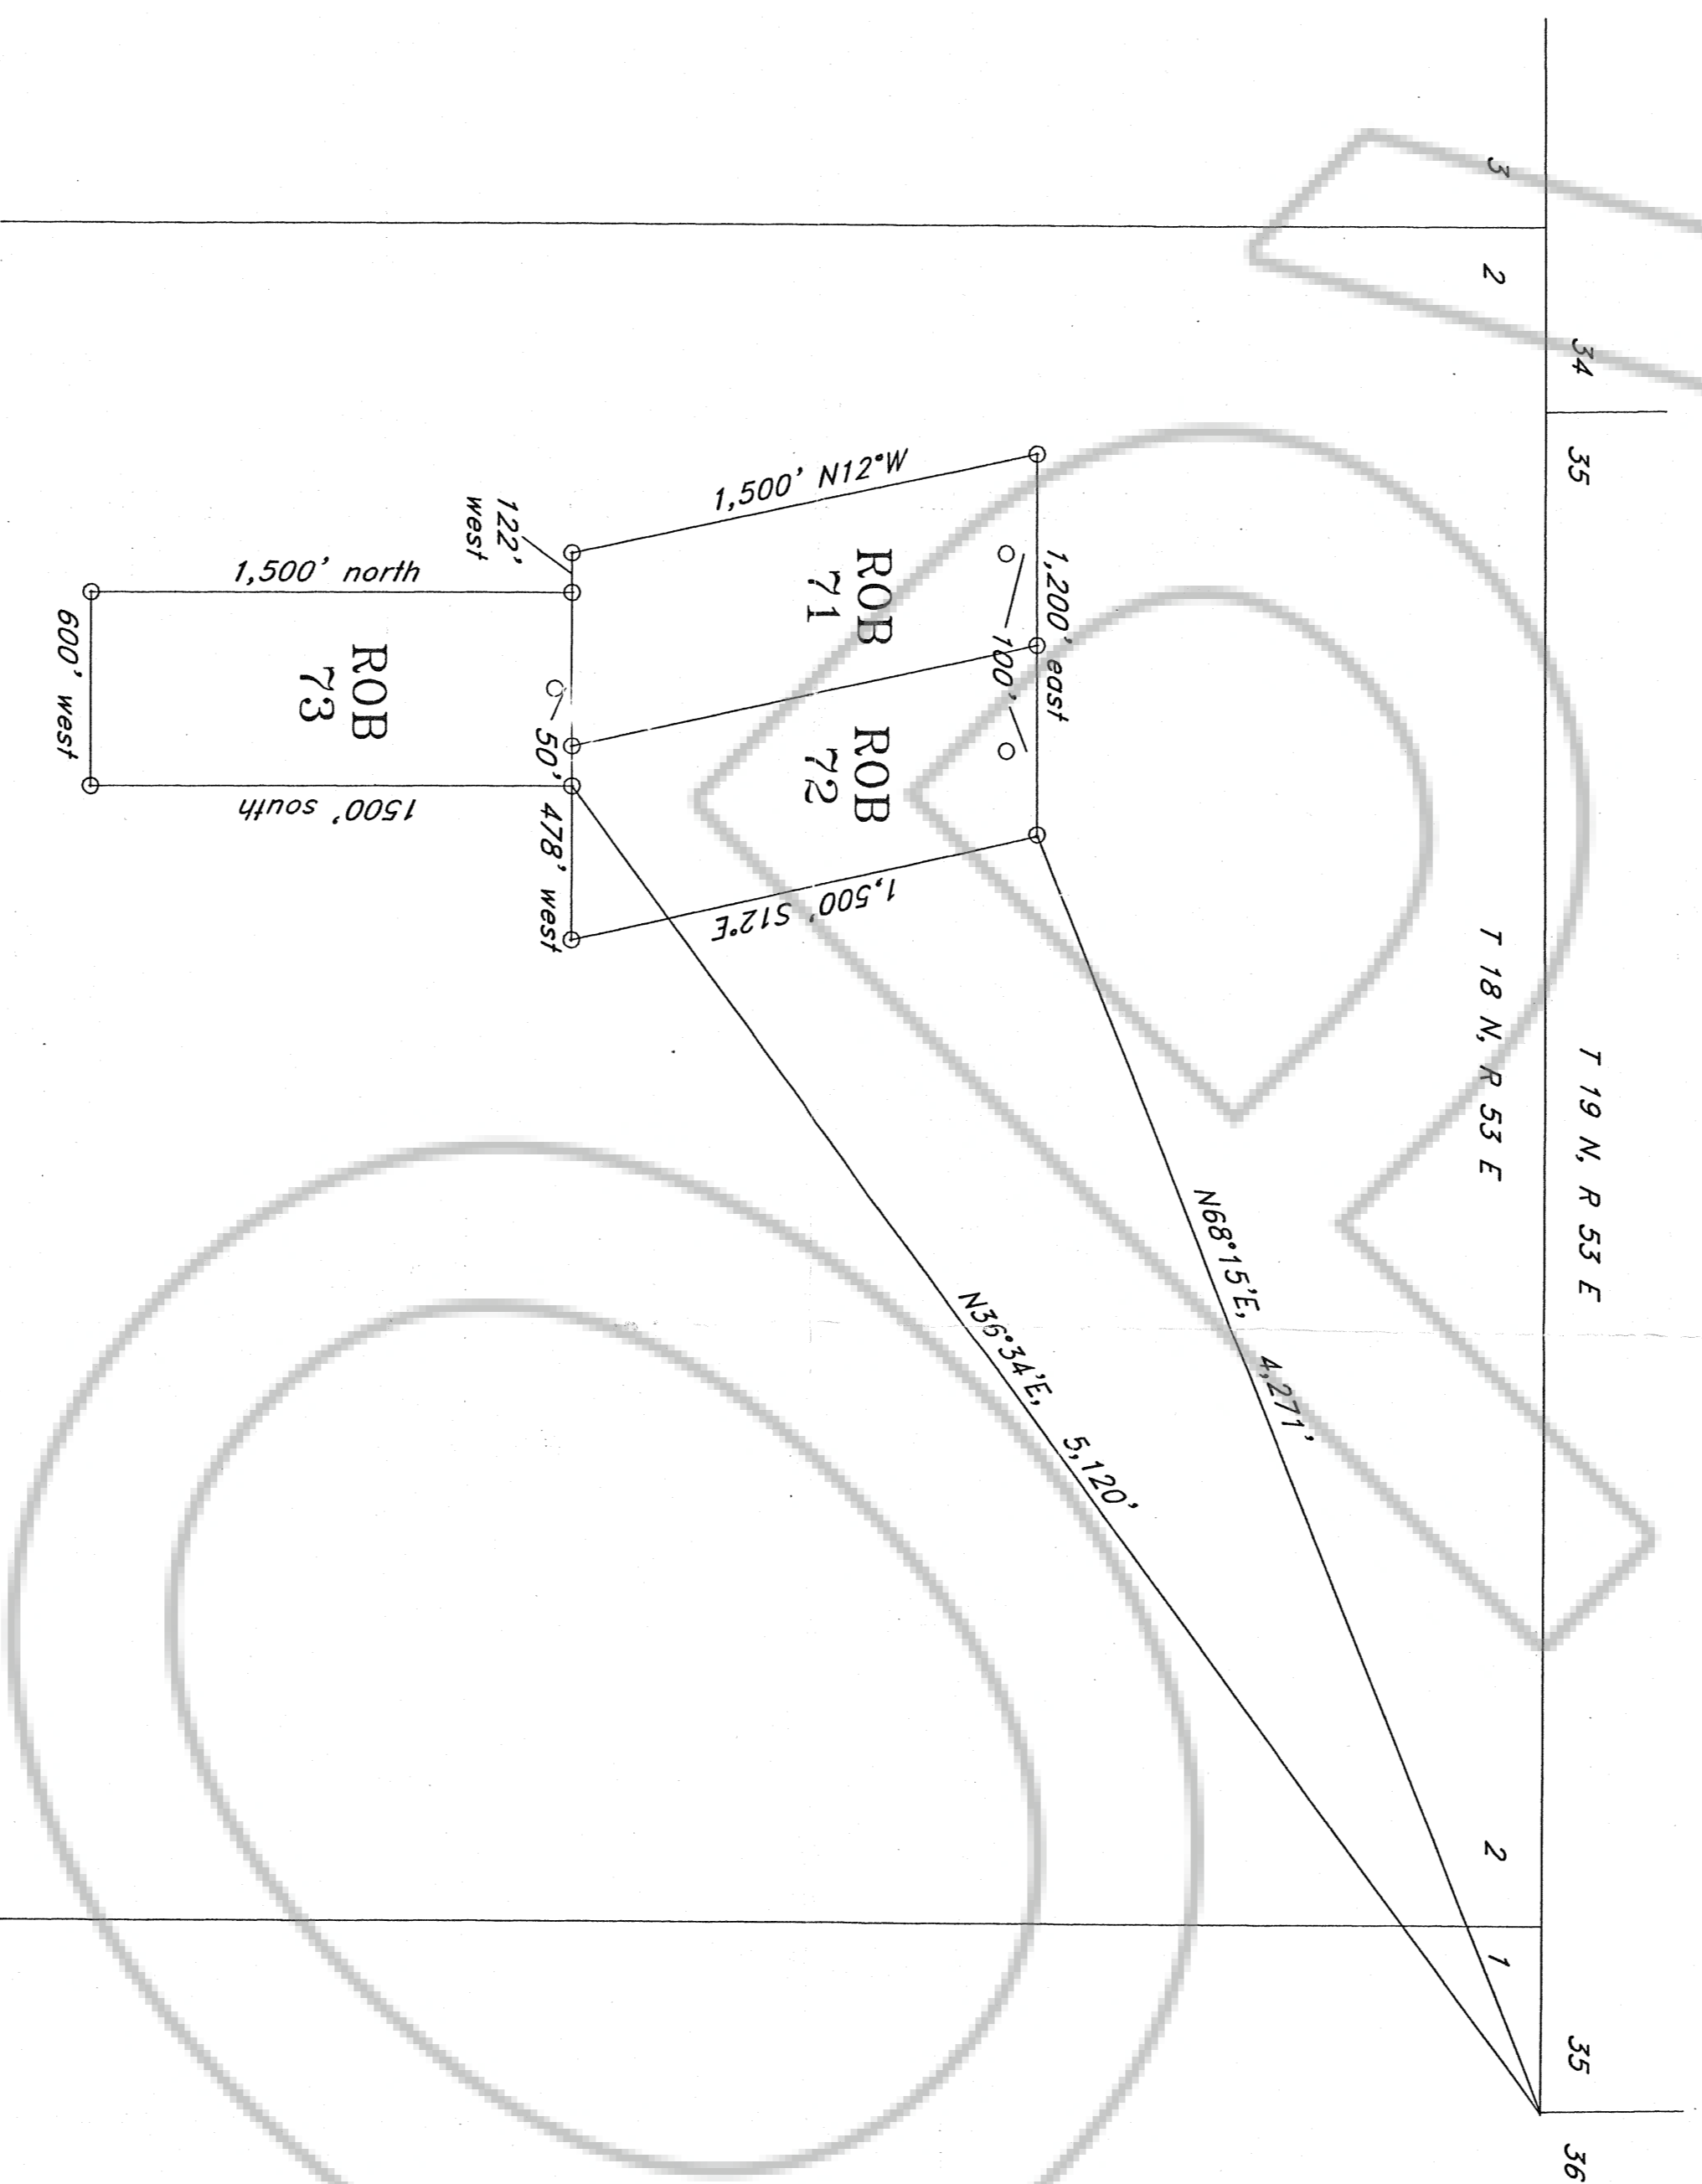 T 19 N, R 53 E
34
35
35
36
T 18 N, R 53 E
3
2
2
1
1,200' east
100'
N68°15'E, 4,271'
N36°34'E, 5,120'
1,500' N12°W
ROB
71
ROB
72
1,500' S12°E
122'
west
50'
478' west
1,500' north
ROB
73
1500' south
600' west